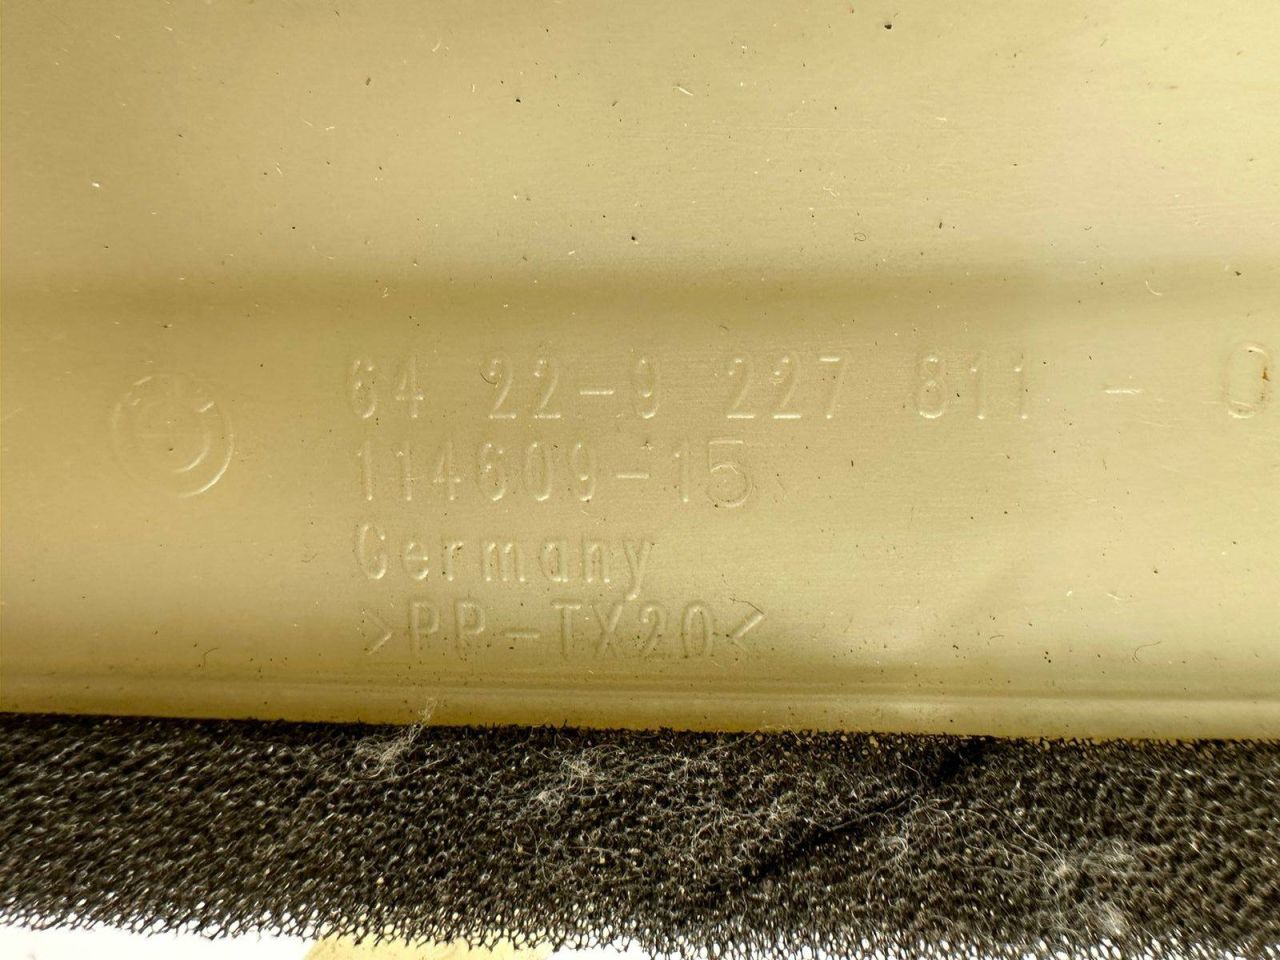 64 22-9 227 811 - 0
114609-15
Germany
>PP-TX20<